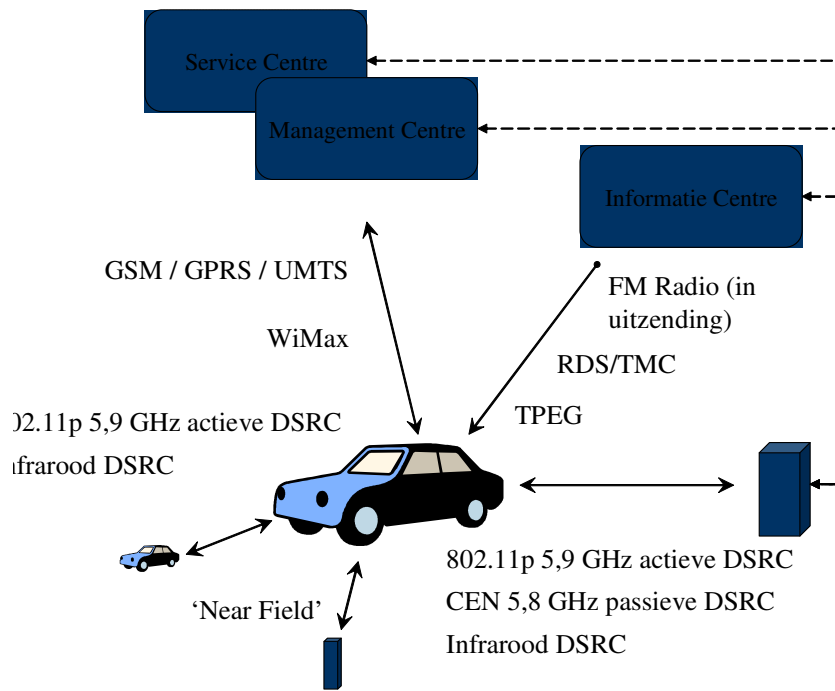 Service Centre
Management Centre
Informatie Centre
GSM / GPRS / UMTS
FM Radio (in
uitzending)
WiMax
RDS/TMC
TPEG
02.11p 5,9 GHz actieve DSRC
nfrarood DSRC
802.11p 5,9 GHz actieve DSRC
CEN 5,8 GHz passieve DSRC
Infrarood DSRC
‘Near Field’